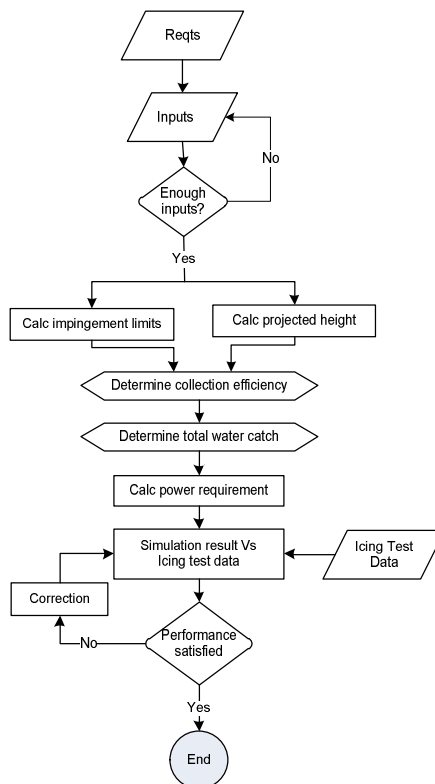 Reqts
Inputs
No
Enough
inputs?
Yes
Calc impingement limits
Calc projected height
Determine collection efficiency
Determine total water catch
Calc power requirement
Simulation result Vs
Icing test data
Icing Test
Data
Correction
Performance
satisfied
No
Yes
End